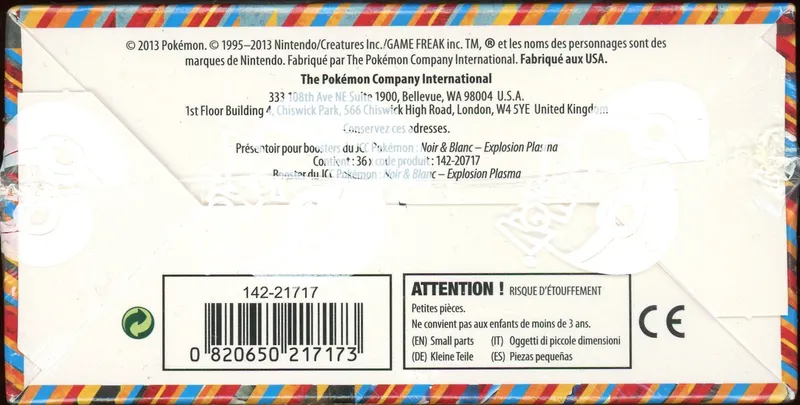 © 2013 Pokémon. © 1995–2013 Nintendo/Creatures Inc./GAME FREAK inc. TM, ® et les noms des personnages sont des
marques de Nintendo. Fabriqué par The Pokémon Company International. Fabriqué aux USA.
The Pokémon Company International
333 108th Ave NE Suite 1900, Bellevue, WA 98004 U.S.A.
1st Floor Building 4, Chiswick Park, 566 Chiswick High Road, London, W4 5YE United Kingdom
Conservez ces adresses.
Présentoir pour boosters du JCC Pokémon : Noir & Blanc – Explosion Plasma
Contient : 36 x code produit : 142-20717
Booster du JCC Pokémon : Noir & Blanc – Explosion Plasma
142-21717
0 820650 217173
ATTENTION ! RISQUE D'ÉTOUFFEMENT
Petites pièces.
Ne convient pas aux enfants de moins de 3 ans.
(EN) Small parts (IT) Oggetti di piccole dimensioni
(DE) Kleine Teile (ES) Piezas pequeñas
CE